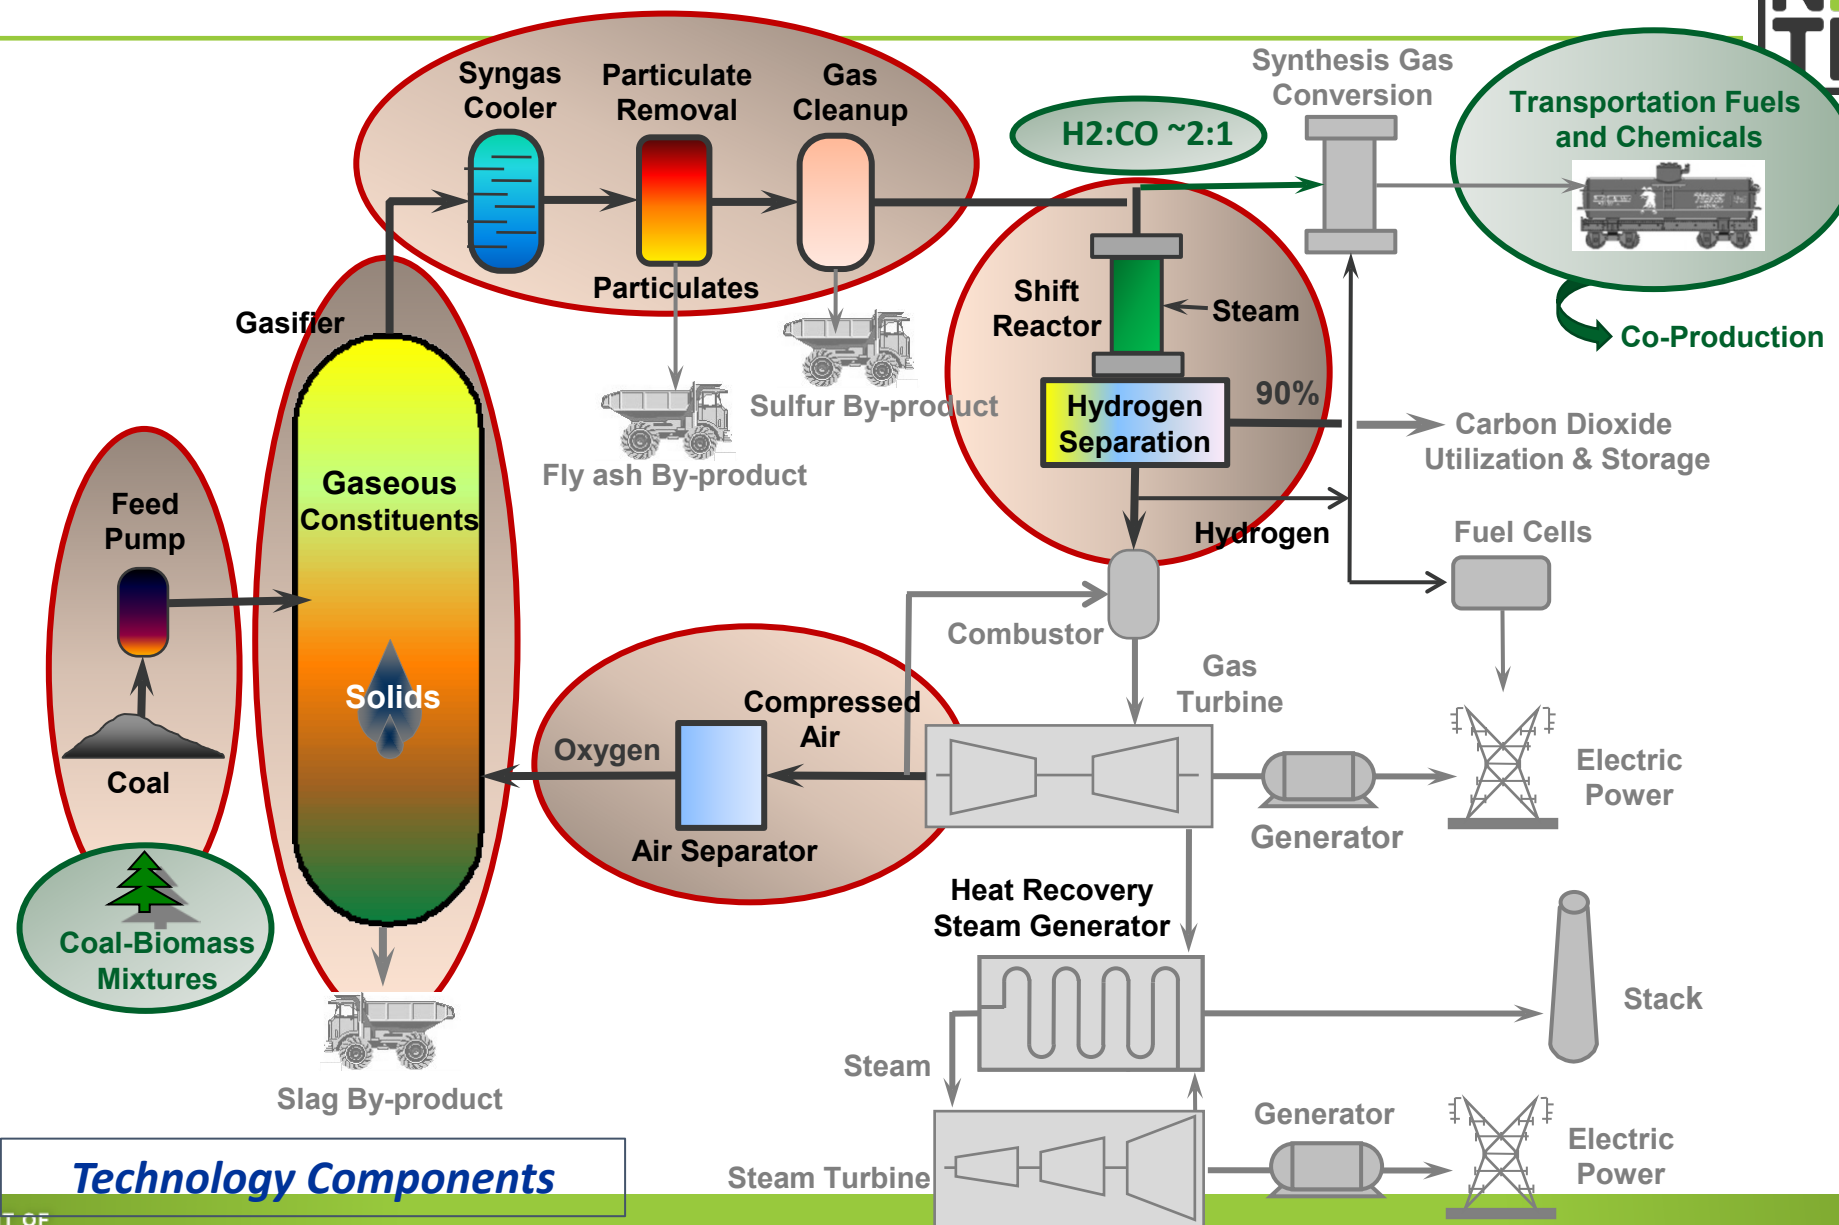 Syngas
Cooler
Particulate
Removal
Gas
Cleanup
Synthesis Gas
Conversion
H2:CO ~2:1
Transportation Fuels
and Chemicals
Gasifier
Particulates
Shift
Reactor
Steam
Co-Production
Sulfur By-product
Fly ash By-product
Hydrogen
Separation
90%
Carbon Dioxide
Utilization & Storage
Gaseous
Constituents
Feed
Pump
Hydrogen
Fuel Cells
Combustor
Gas
Turbine
Solids
Compressed
Air
Oxygen
Coal
Air Separator
Generator
Electric
Power
Coal-Biomass
Mixtures
Heat Recovery
Steam Generator
Stack
Steam
Slag By-product
Generator
Electric
Power
Steam Turbine
Technology Components